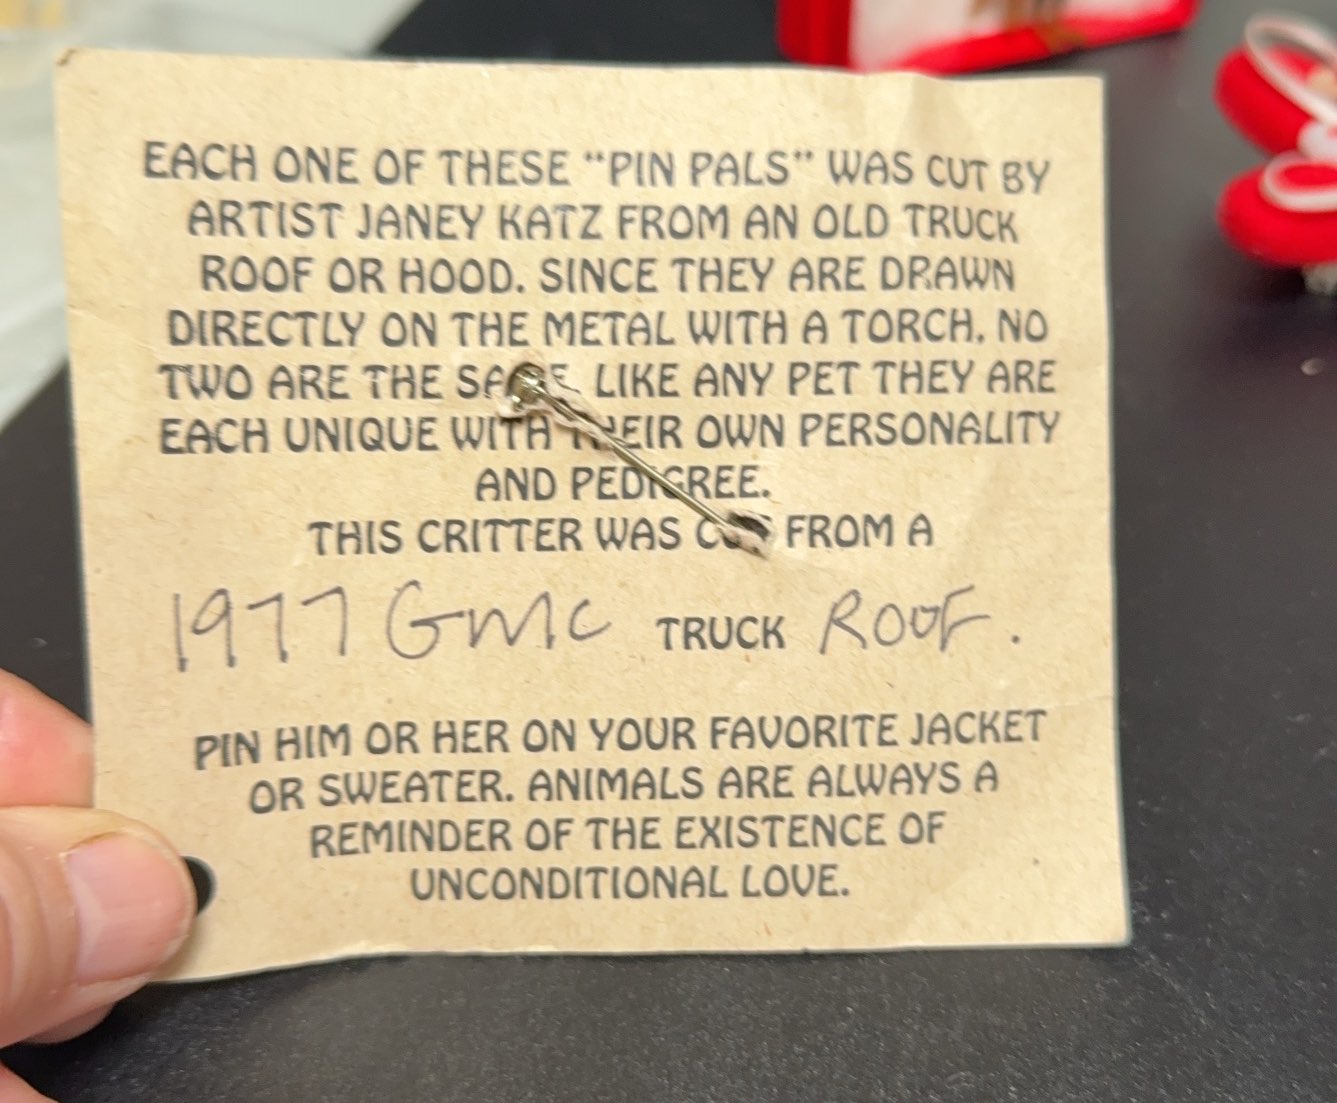 EACH ONE OF THESE "PIN PALS" WAS CUT BY
ARTIST JANEY KATZ FROM AN OLD TRUCK
ROOF OR HOOD. SINCE THEY ARE DRAWN
DIRECTLY ON THE METAL WITH A TORCH, NO
TWO ARE THE SAME. LIKE ANY PET THEY ARE
EACH UNIQUE WITH THEIR OWN PERSONALITY
AND PEDIGREE.
THIS CRITTER WAS CUT FROM A
1977 GMC TRUCK ROOF.
PIN HIM OR HER ON YOUR FAVORITE JACKET
OR SWEATER. ANIMALS ARE ALWAYS A
REMINDER OF THE EXISTENCE OF
UNCONDITIONAL LOVE.